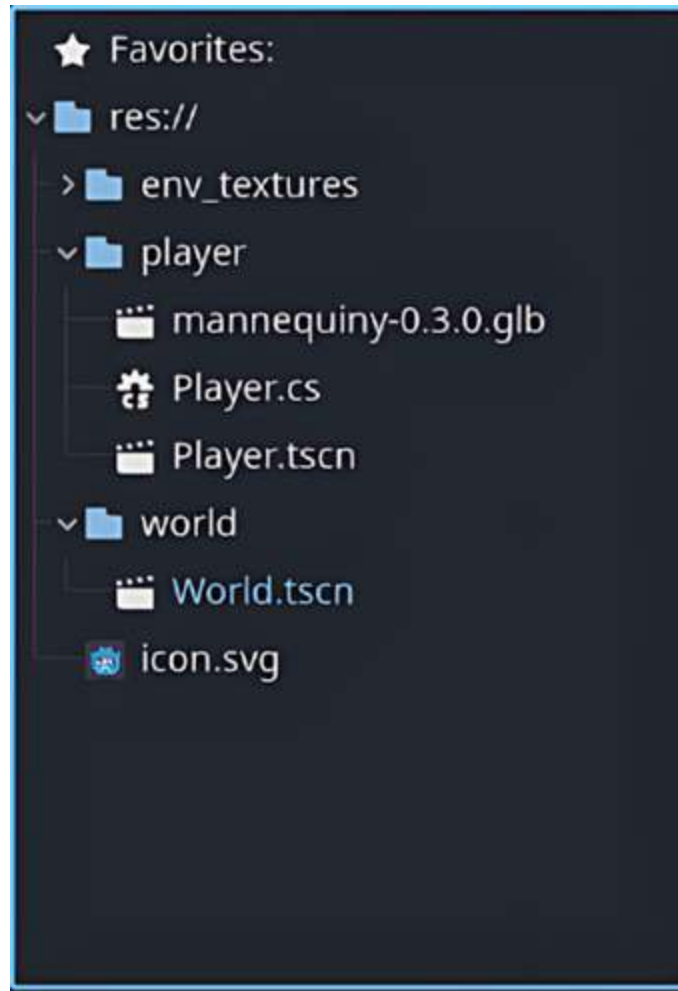 Favorites:
res://
env_textures
player
mannequiny-0.3.0.glb
Player.cs
Player.tscn
world
World.tscn
icon.svg